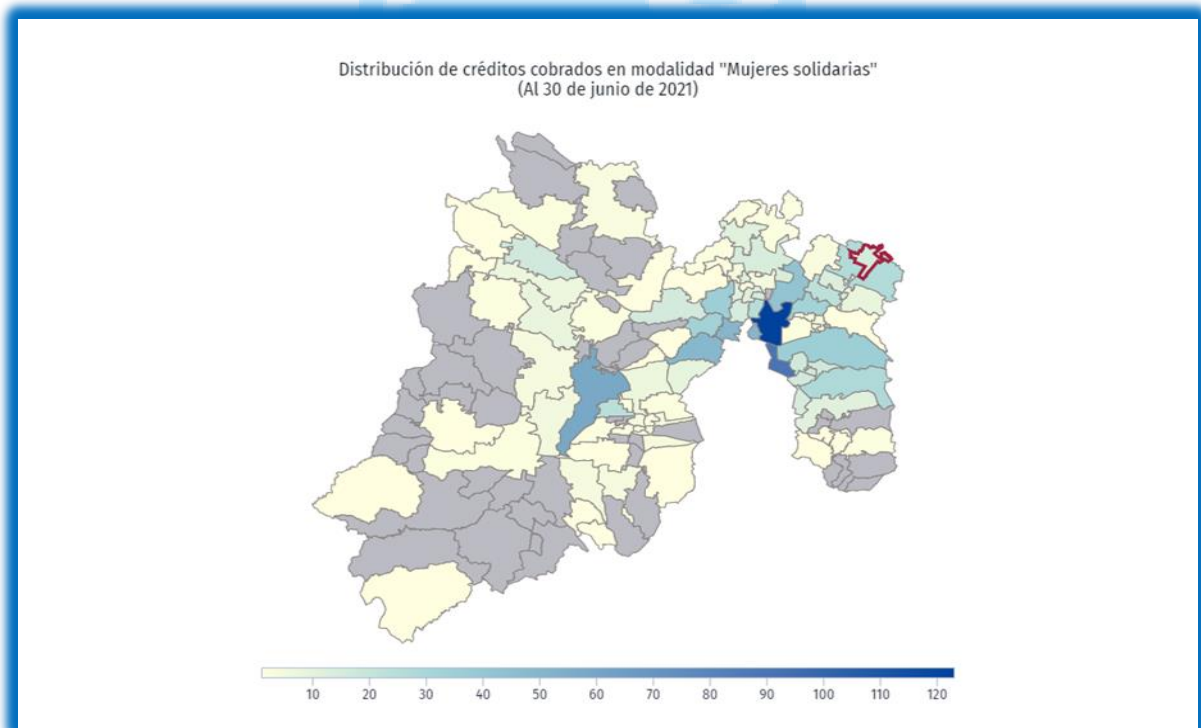 Distribución de créditos cobrados en modalidad "Mujeres solidarias"
(Al 30 de junio de 2021)
10 20 30 40 50 60 70 80 90 100 110 120